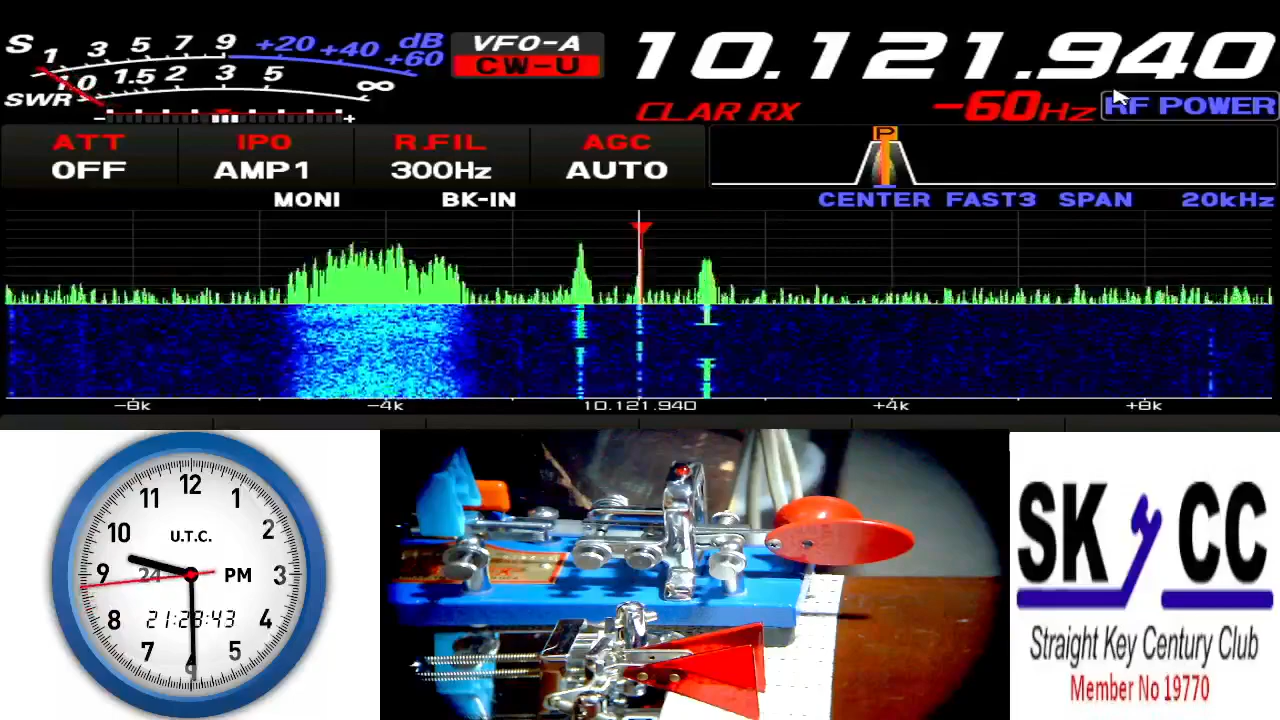 S 1 3 5 7 9 +20 +40 +60 dB
VFO-A
CW-U
10.121.940
SWR 1.0 1.5 2 3 5 ∞
- +
CLAR RX -60Hz RF POWER
ATT IPO R.FIL AGC
OFF AMP1 300Hz AUTO
P
MONI BK-IN
CENTER FAST3 SPAN 20kHz
-8k -4k 10.121.940 +4k +8k
12
11 1
10 2
U.T.C.
9 24 PM 3
21:28:43
8 4
7 5
SK CC
Straight Key Century Club
Member No 19770